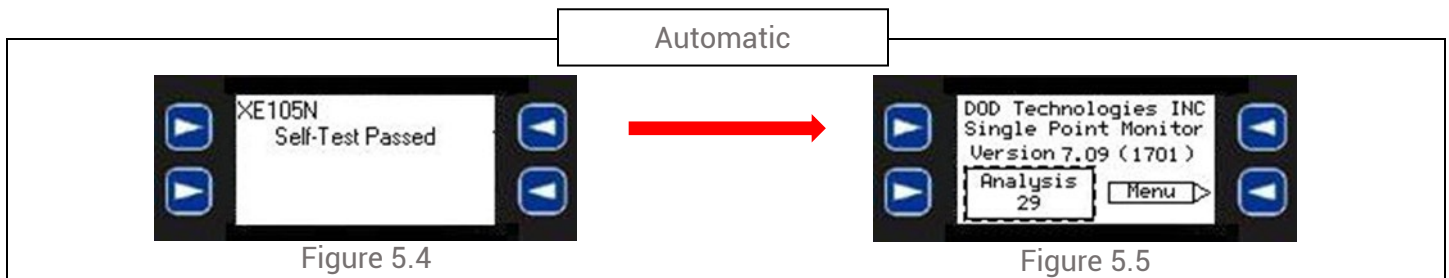 Automatic
XE105N
Self-Test Passed
DOD Technologies INC
Single Point Monitor
Version 7.09 (1701)
Analysis
29
Menu
Figure 5.4
Figure 5.5